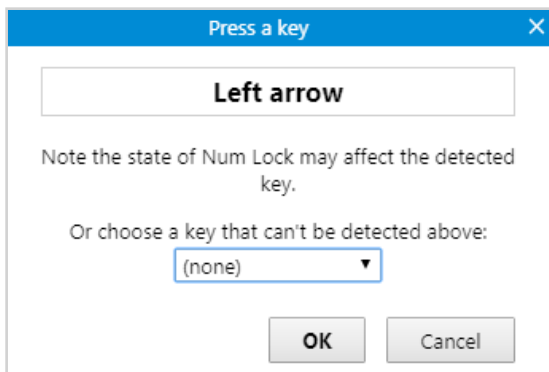 Press a key
Left arrow
Note the state of Num Lock may affect the detected
key.
Or choose a key that can't be detected above:
(none)
OK
Cancel